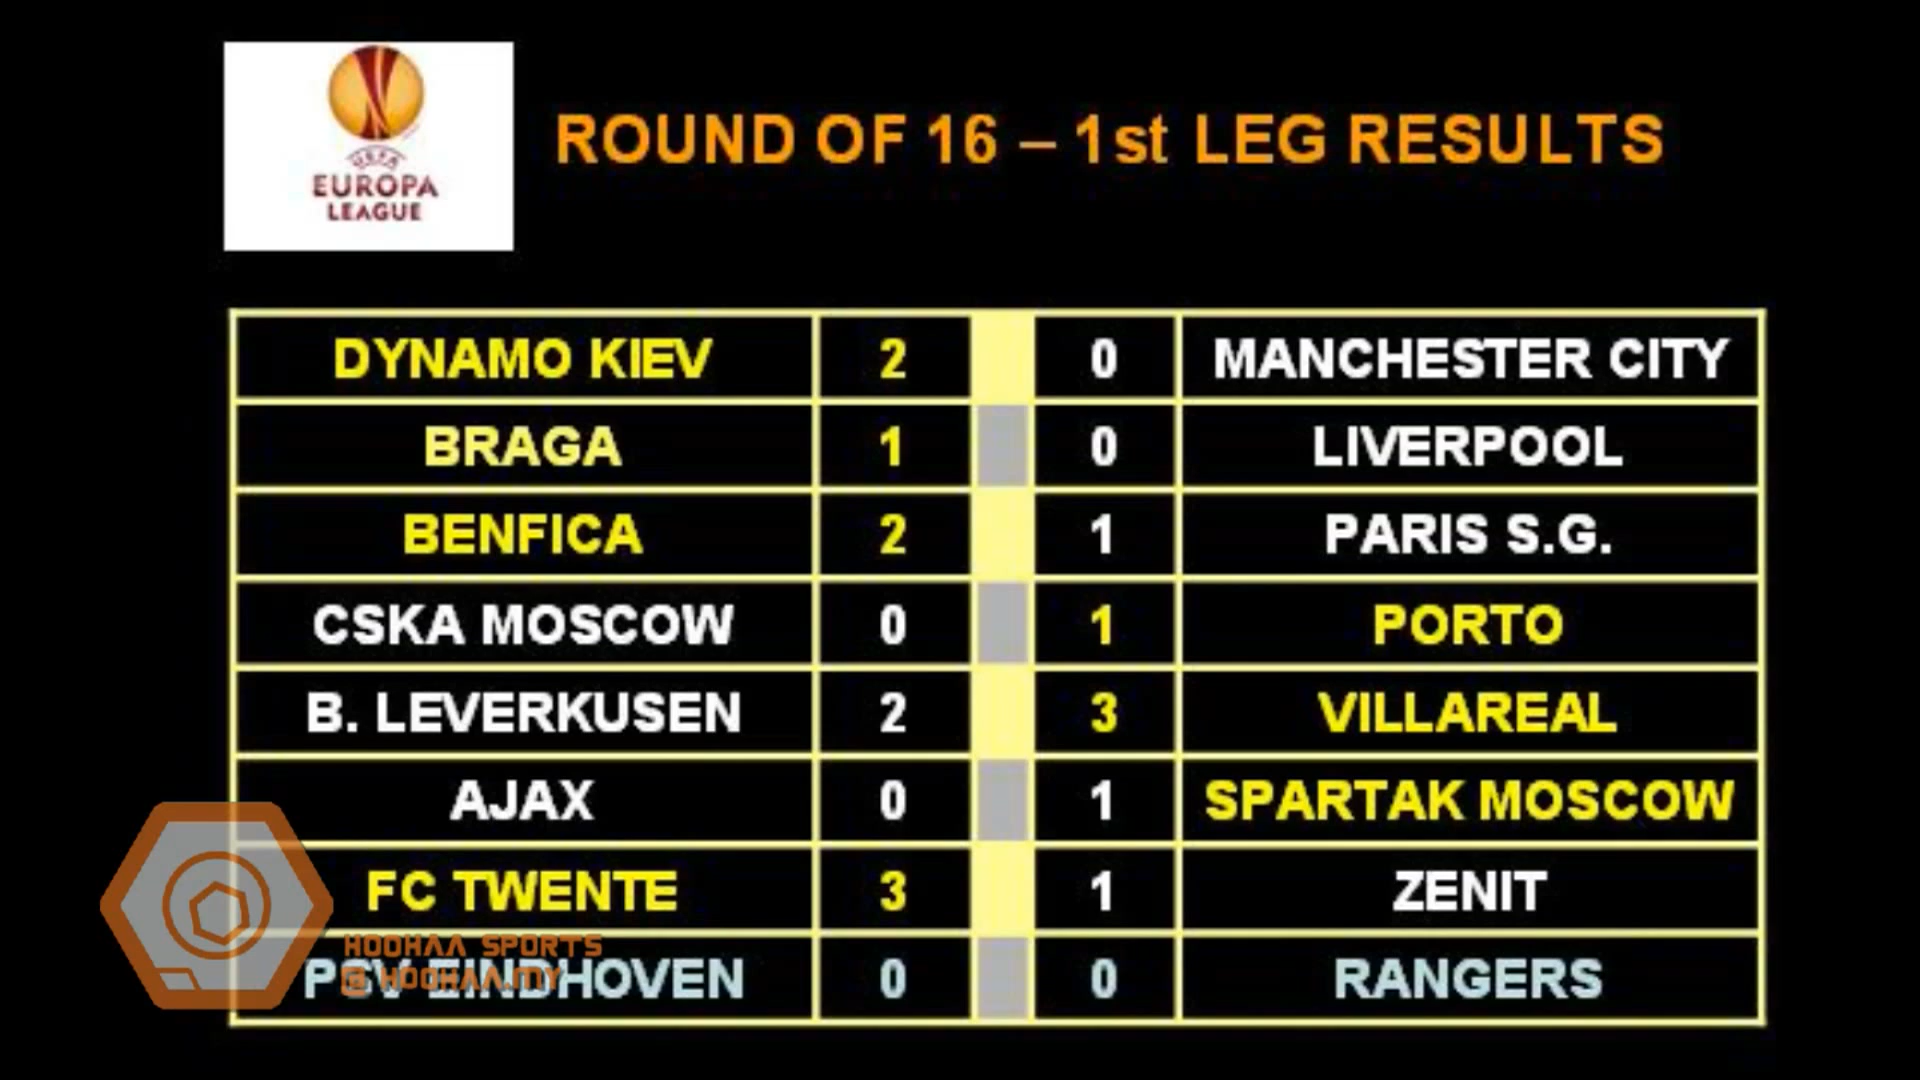 UEFA
EUROPA
LEAGUE
ROUND OF 16 – 1st LEG RESULTS
DYNAMO KIEV 2 0 MANCHESTER CITY
BRAGA 1 0 LIVERPOOL
BENFICA 2 1 PARIS S.G.
CSKA MOSCOW 0 1 PORTO
B. LEVERKUSEN 2 3 VILLAREAL
AJAX 0 1 SPARTAK MOSCOW
FC TWENTE 3 1 ZENIT
HOOHAA SPORTS
@ HOOHAA.MY
PSV EINDHOVEN 0 0 RANGERS